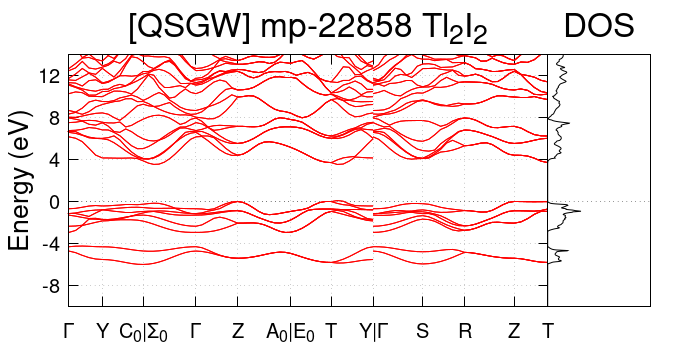 [QSGW] mp-22858 Tl₂I₂ DOS
Energy (eV)
12
8
4
0
-4
-8
Γ Y C₀|Σ₀ Γ Z A₀|E₀ T Y|Γ S R Z T